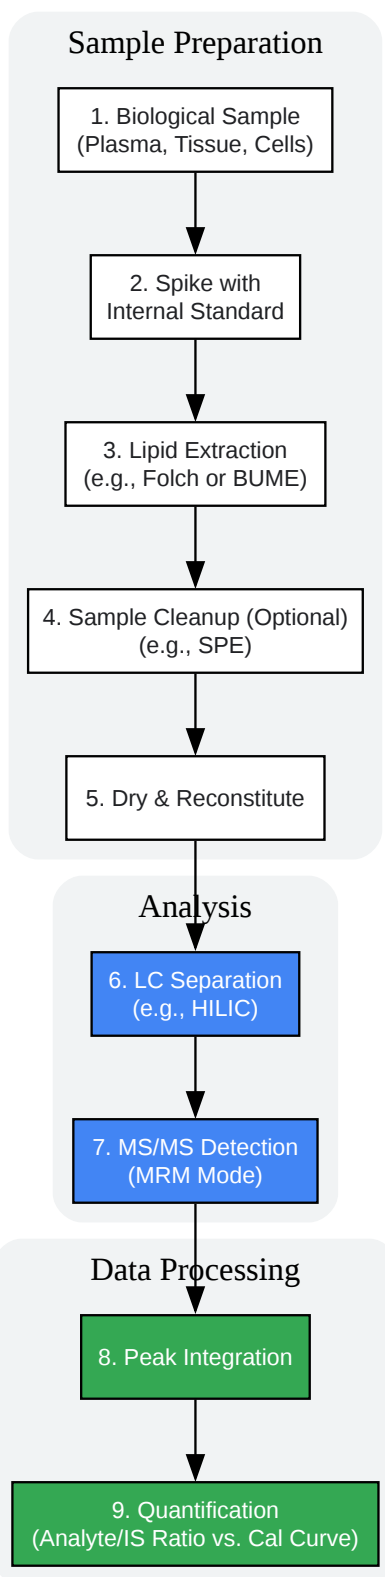 Sample Preparation
1. Biological Sample
(Plasma, Tissue, Cells)
2. Spike with
Internal Standard
3. Lipid Extraction
(e.g., Folch or BUME)
4. Sample Cleanup (Optional)
(e.g., SPE)
5. Dry & Reconstitute
Analysis
6. LC Separation
(e.g., HILIC)
7. MS/MS Detection
(MRM Mode)
Data Processing
8. Peak Integration
9. Quantification
(Analyte/IS Ratio vs. Cal Curve)